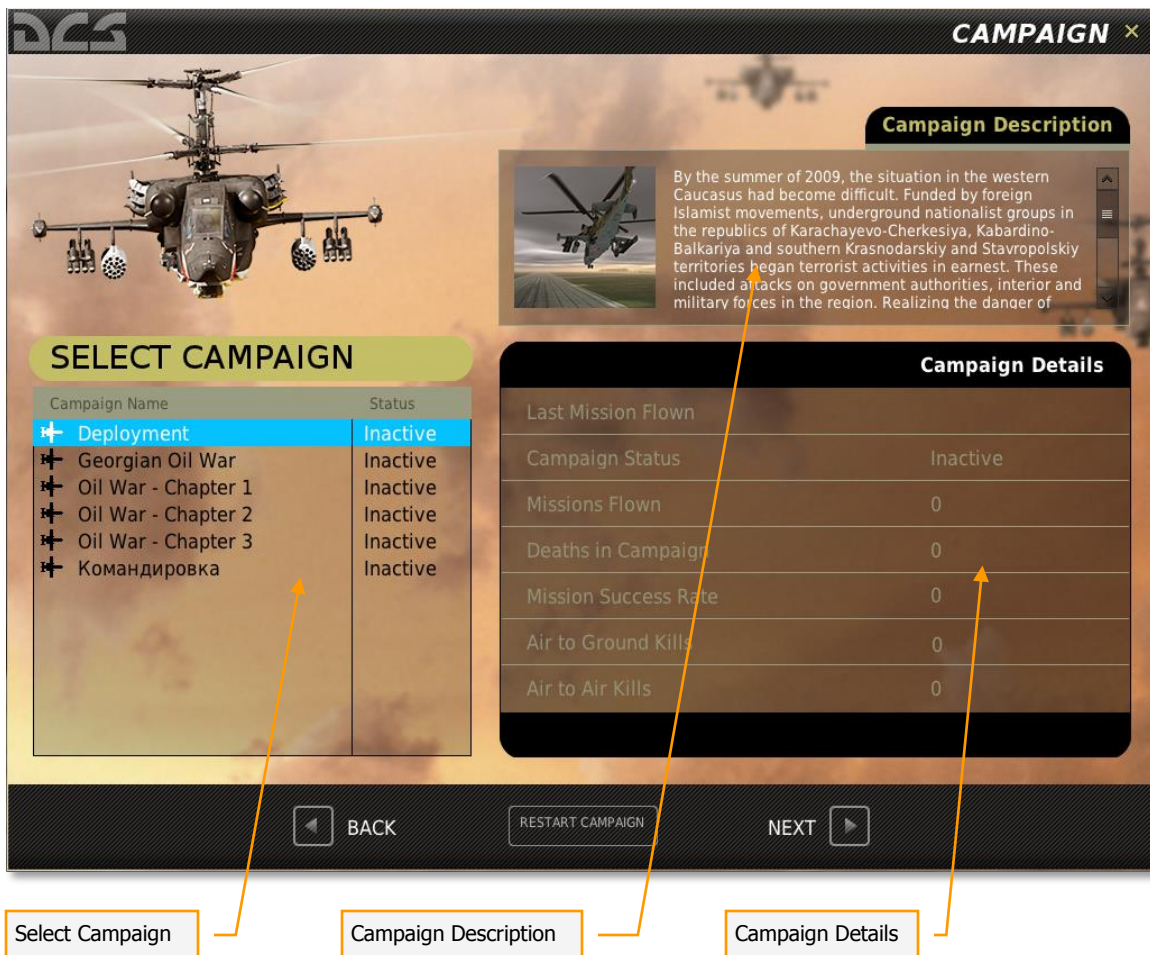 DCS
CAMPAIGN ×
Campaign Description
By the summer of 2009, the situation in the western
Caucasus had become difficult. Funded by foreign
Islamist movements, underground nationalist groups in
the republics of Karachayevo-Cherkesiya, Kabardino-
Balkariya and southern Krasnodarskiy and Stavropolskiy
territories began terrorist activities in earnest. These
included attacks on government authorities, interior and
military forces in the region. Realizing the danger of
SELECT CAMPAIGN
Campaign Name Status
Deployment Inactive
Georgian Oil War Inactive
Oil War - Chapter 1 Inactive
Oil War - Chapter 2 Inactive
Oil War - Chapter 3 Inactive
Командировка Inactive
Campaign Details
Last Mission Flown
Campaign Status Inactive
Missions Flown 0
Deaths in Campaign 0
Mission Success Rate 0
Air to Ground Kills 0
Air to Air Kills 0
BACK
RESTART CAMPAIGN
NEXT
Select Campaign
Campaign Description
Campaign Details